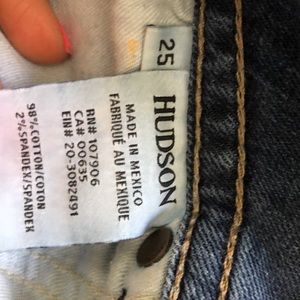 25
HUDSON
MADE IN MEXICO
FABRIQUÉ AU MEXIQUE
RN# 107906
CA# 00635
EIN# 20-3082491
98% COTTON/COTON
2% SPANDEX/SPANDEX